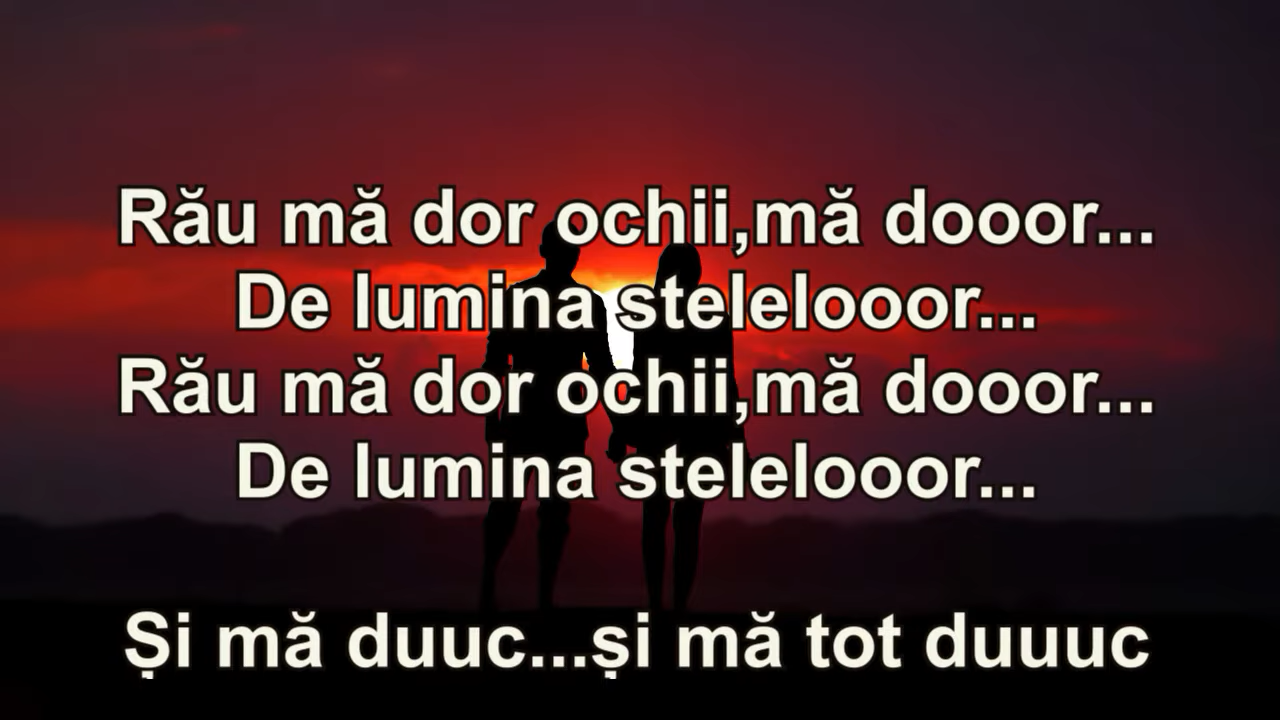 Rău mă dor ochii,mă dooor...
De lumina stelelooor...
Rău mă dor ochii,mă dooor...
De lumina stelelooor...
Și mă duuc...și mă tot duuuc